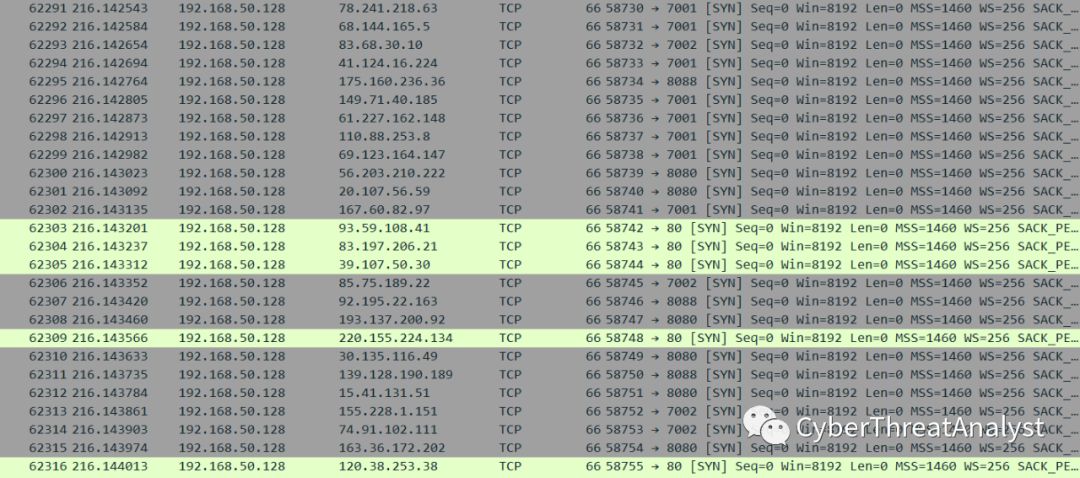 62291 216.142543 192.168.50.128 78.241.218.63 TCP 66 58730 → 7001 [SYN] Seq=0 Win=8192 Len=0 MSS=1460 WS=256 SACK_…
62292 216.142584 192.168.50.128 68.144.165.5 TCP 66 58731 → 7001 [SYN] Seq=0 Win=8192 Len=0 MSS=1460 WS=256 SACK_…
62293 216.142654 192.168.50.128 83.68.30.10 TCP 66 58732 → 7002 [SYN] Seq=0 Win=8192 Len=0 MSS=1460 WS=256 SACK_…
62294 216.142694 192.168.50.128 41.124.16.224 TCP 66 58733 → 7001 [SYN] Seq=0 Win=8192 Len=0 MSS=1460 WS=256 SACK_…
62295 216.142764 192.168.50.128 175.160.236.36 TCP 66 58734 → 8088 [SYN] Seq=0 Win=8192 Len=0 MSS=1460 WS=256 SACK_…
62296 216.142805 192.168.50.128 149.71.40.185 TCP 66 58735 → 7001 [SYN] Seq=0 Win=8192 Len=0 MSS=1460 WS=256 SACK_…
62297 216.142873 192.168.50.128 61.227.162.148 TCP 66 58736 → 7001 [SYN] Seq=0 Win=8192 Len=0 MSS=1460 WS=256 SACK_…
62298 216.142913 192.168.50.128 110.88.253.8 TCP 66 58737 → 7001 [SYN] Seq=0 Win=8192 Len=0 MSS=1460 WS=256 SACK_…
62299 216.142982 192.168.50.128 69.123.164.147 TCP 66 58738 → 7001 [SYN] Seq=0 Win=8192 Len=0 MSS=1460 WS=256 SACK_…
62300 216.143023 192.168.50.128 56.203.210.222 TCP 66 58739 → 8080 [SYN] Seq=0 Win=8192 Len=0 MSS=1460 WS=256 SACK_…
62301 216.143092 192.168.50.128 20.107.56.59 TCP 66 58740 → 8080 [SYN] Seq=0 Win=8192 Len=0 MSS=1460 WS=256 SACK_…
62302 216.143135 192.168.50.128 167.60.82.97 TCP 66 58741 → 7001 [SYN] Seq=0 Win=8192 Len=0 MSS=1460 WS=256 SACK_…
62303 216.143201 192.168.50.128 93.59.108.41 TCP 66 58742 → 80 [SYN] Seq=0 Win=8192 Len=0 MSS=1460 WS=256 SACK_PE…
62304 216.143237 192.168.50.128 83.197.206.21 TCP 66 58743 → 80 [SYN] Seq=0 Win=8192 Len=0 MSS=1460 WS=256 SACK_PE…
62305 216.143312 192.168.50.128 39.107.50.30 TCP 66 58744 → 80 [SYN] Seq=0 Win=8192 Len=0 MSS=1460 WS=256 SACK_PE…
62306 216.143352 192.168.50.128 85.75.189.22 TCP 66 58745 → 7002 [SYN] Seq=0 Win=8192 Len=0 MSS=1460 WS=256 SACK_…
62307 216.143420 192.168.50.128 92.195.22.163 TCP 66 58746 → 8088 [SYN] Seq=0 Win=8192 Len=0 MSS=1460 WS=256 SACK_…
62308 216.143460 192.168.50.128 193.137.200.92 TCP 66 58747 → 8080 [SYN] Seq=0 Win=8192 Len=0 MSS=1460 WS=256 SACK_…
62309 216.143566 192.168.50.128 220.155.224.134 TCP 66 58748 → 80 [SYN] Seq=0 Win=8192 Len=0 MSS=1460 WS=256 SACK_PE…
62310 216.143633 192.168.50.128 30.135.116.49 TCP 66 58749 → 8080 [SYN] Seq=0 Win=8192 Len=0 MSS=1460 WS=256 SACK_…
62311 216.143735 192.168.50.128 139.128.190.189 TCP 66 58750 → 8088 [SYN] Seq=0 Win=8192 Len=0 MSS=1460 WS=256 SACK_…
62312 216.143784 192.168.50.128 15.41.131.51 TCP 66 58751 → 8080 [SYN] Seq=0 Win=8192 Len=0 MSS=1460 WS=256 SACK_…
62313 216.143861 192.168.50.128 155.228.1.151 TCP 66 58752 → 7002 [SYN] Seq=0 Win=8192 Len=0 MSS=1460 WS=256 SACK_…
62314 216.143903 192.168.50.128 74.91.102.111 TCP 66 58753 → 7002 [SYN]
CyberThreatAnalyst
62315 216.143974 192.168.50.128 163.36.172.202 TCP 66 58754 → 8080 [SYN] Seq=0 Win=8192 Len=0 MSS=1460 WS=256 SACK_…
62316 216.144013 192.168.50.128 120.38.253.38 TCP 66 58755 → 80 [SYN] Seq=0 Win=8192 Len=0 MSS=1460 WS=256 SACK_PE…